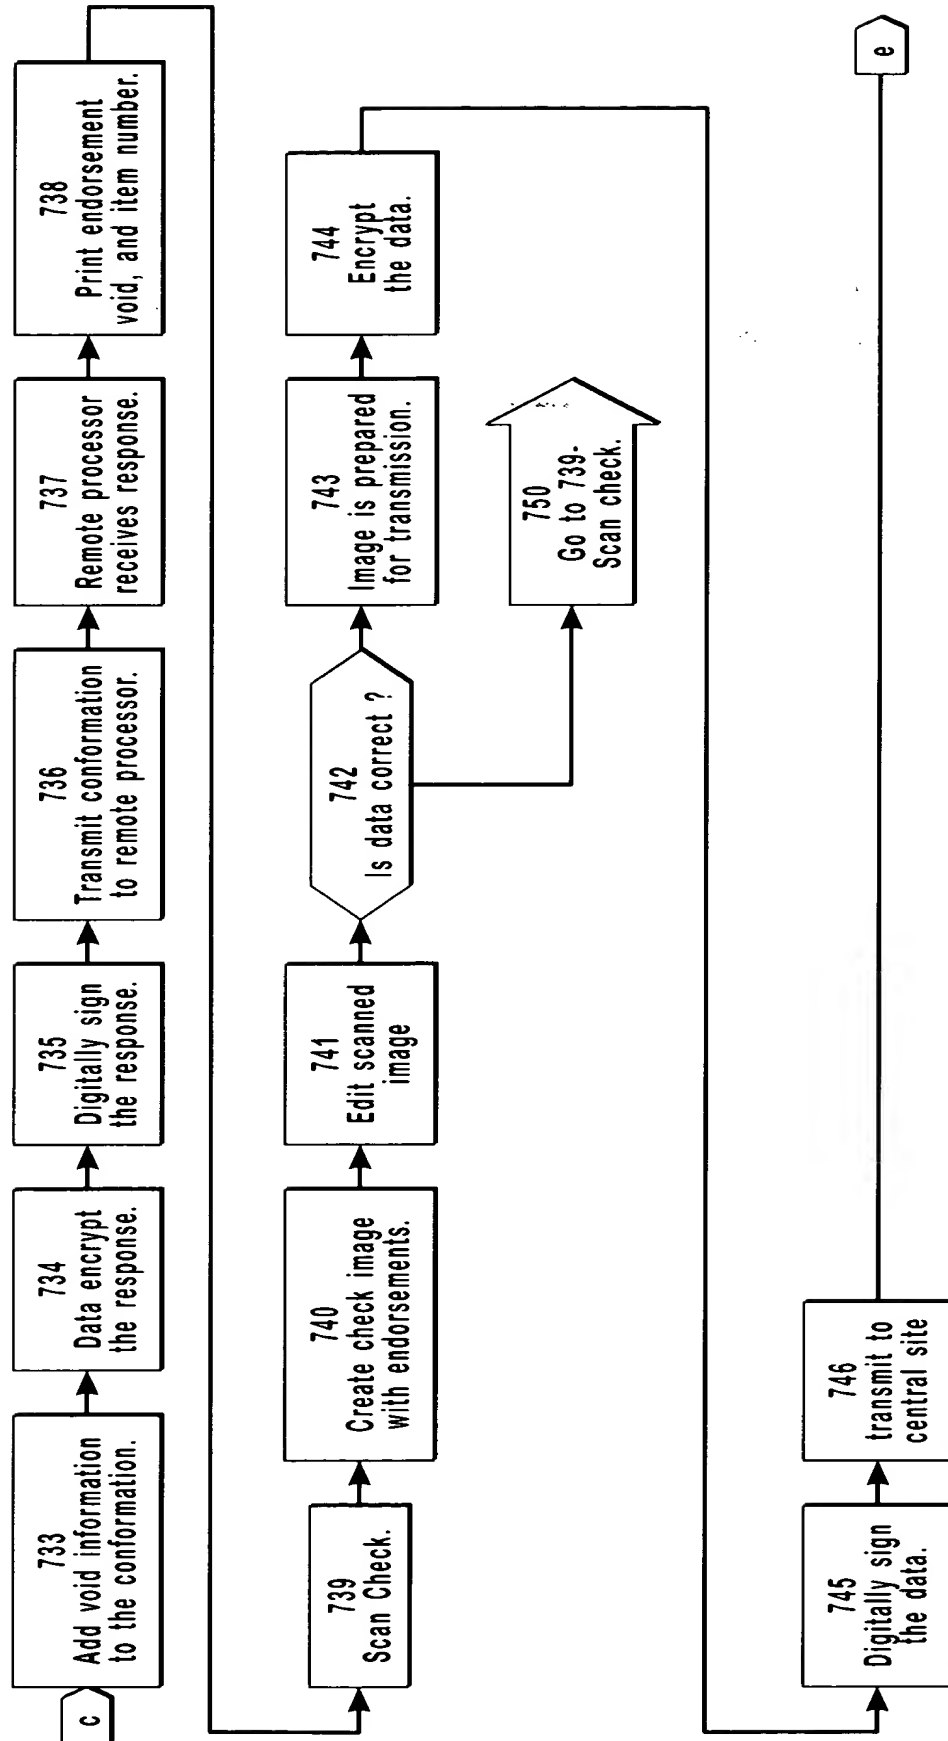 c
733
Add void information
to the conformation.
734
Data encrypt
the response.
735
Digitally sign
the response.
736
Transmit conformation
to remote processor.
737
Remote processor
receives response.
738
Print endorsement
void, and item number.
739
Scan Check.
740
Create check image
with endorsements.
741
Edit scanned
image
742
Is data correct ?
743
Image is prepared
for transmission.
744
Encrypt
the data.
750
Go to 739-
Scan check.
745
Digitally sign
the data.
746
transmit to
central site
e